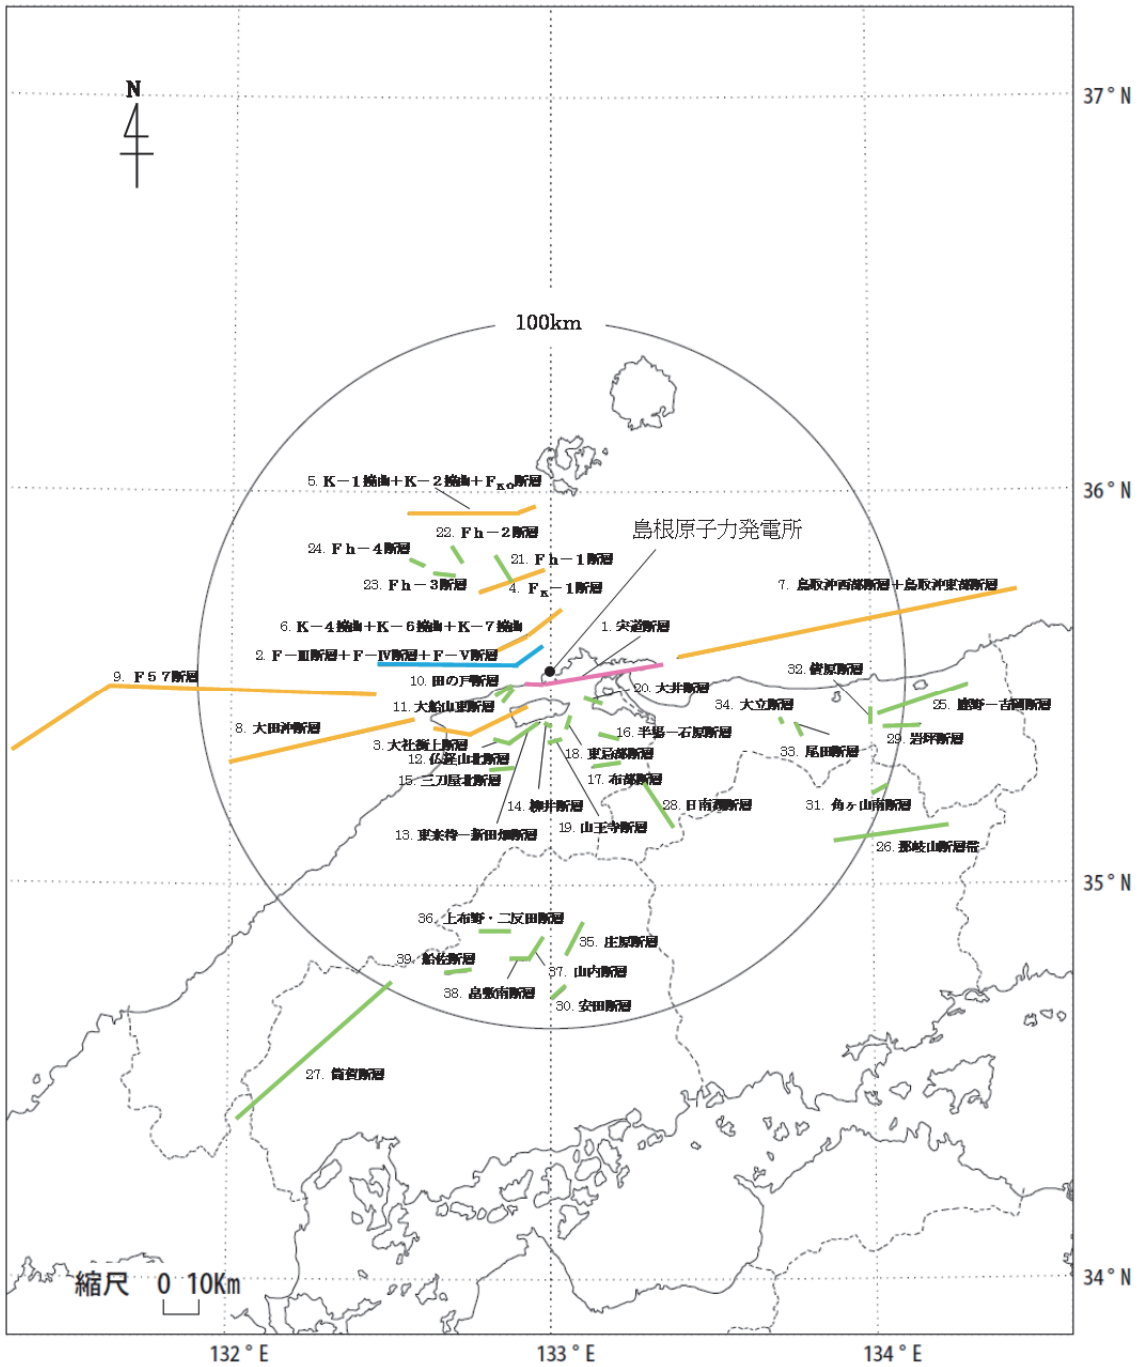 N
37° N
100km
36° N
5. K−1撓曲+K−2撓曲+FKO断層
島根原子力発電所
22. Fh−2断層
24. Fh−4断層
21. Fh−1断層
23. Fh−3断層
4. FK−1断層
7. 鳥取沖西部断層+鳥取沖東部断層
6. K−4撓曲+K−6撓曲+K−7撓曲
1. 宍道断層
2. F−Ⅲ断層+F−Ⅳ断層+F−Ⅴ断層
9. F57断層
10. 田の戸断層
20. 大井断層
32.
11. 大船山東断層
34. 大立断層
25. 鹿野−吉岡断層
8. 大田沖断層
16. 半場−石原断層
29. 岩坪断層
3. 大社衝上断層
18. 東忌部断層
33. 尾田断層
12. 仏経山北断層
15. 三刀屋北断層
17. 布部断層
14. 柳井断層
28. 日南湖断層
31. 角ヶ山南断層
13. 東来待−新田畑断層
19. 山王寺断層
26. 那岐山断層帯
35° N
36. 上布野・二反田断層
35. 庄原断層
39. 船佐断層
37. 山内断層
38. 畠敷南断層
30. 安田断層
27. 筒賀断層
34° N
縮尺 0 10Km
132° E
133° E
134° E